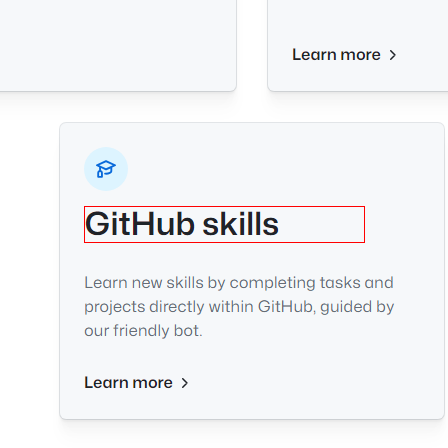 Learn more
GitHub skills
Learn new skills by completing tasks and
projects directly within GitHub, guided by
our friendly bot.
Learn more